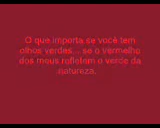 O que importa se você tem
olhos verdes... se o vermelho
dos meus refletem o verde da
natureza.